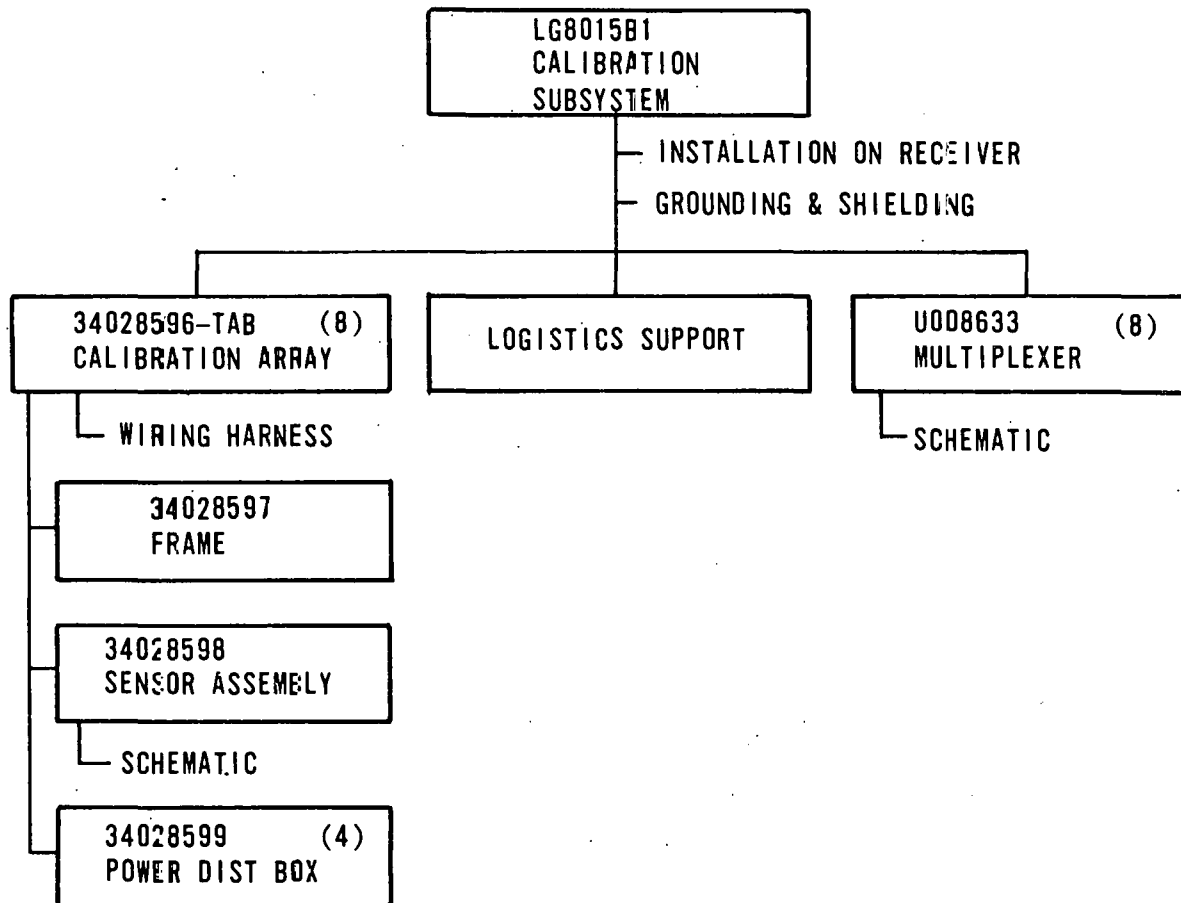 LG8015B1
CALIBRATION
SUBSYSTEM
INSTALLATION ON RECEIVER
GROUNDING & SHIELDING
34028596-TAB (8)
CALIBRATION ARRAY
LOGISTICS SUPPORT
UOD8633 (8)
MULTIPLEXER
WIRING HARNESS
SCHEMATIC
34028597
FRAME
34028598
SENSOR ASSEMBLY
SCHEMATIC
34028599 (4)
POWER DIST BOX